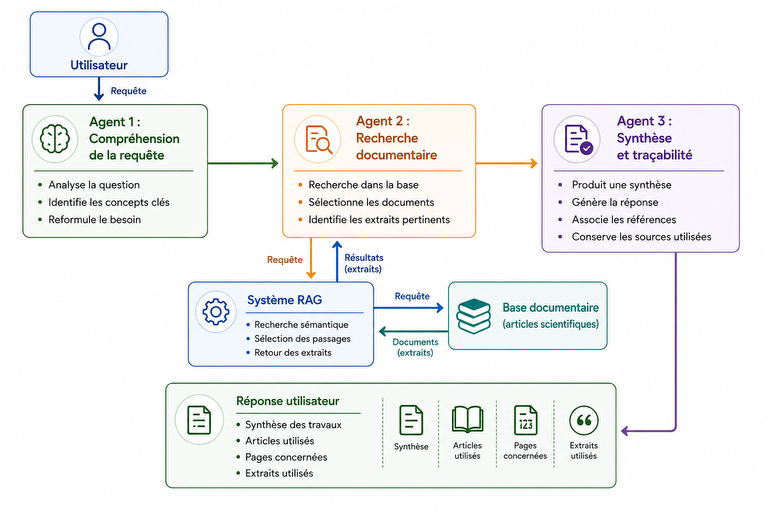 Utilisateur
Requête
Agent 1 :
Compréhension
de la requête
• Analyse la question
• Identifie les concepts clés
• Reformule le besoin
Agent 2 :
Recherche
documentaire
• Recherche dans la base
• Sélectionne les documents
• Identifie les extraits pertinents
Agent 3 :
Synthèse
et traçabilité
• Produit une synthèse
• Génère la réponse
• Associe les références
• Conserve les sources utilisées
Requête
Résultats
(extraits)
Système RAG
• Recherche sémantique
• Sélection des passages
• Retour des extraits
Requête
Documents
(extraits)
Base documentaire
(articles scientifiques)
Réponse utilisateur
• Synthèse des travaux
• Articles utilisés
• Pages concernées
• Extraits utilisés
Synthèse
Articles
utilisés
123
Pages
concernées
Extraits
utilisés